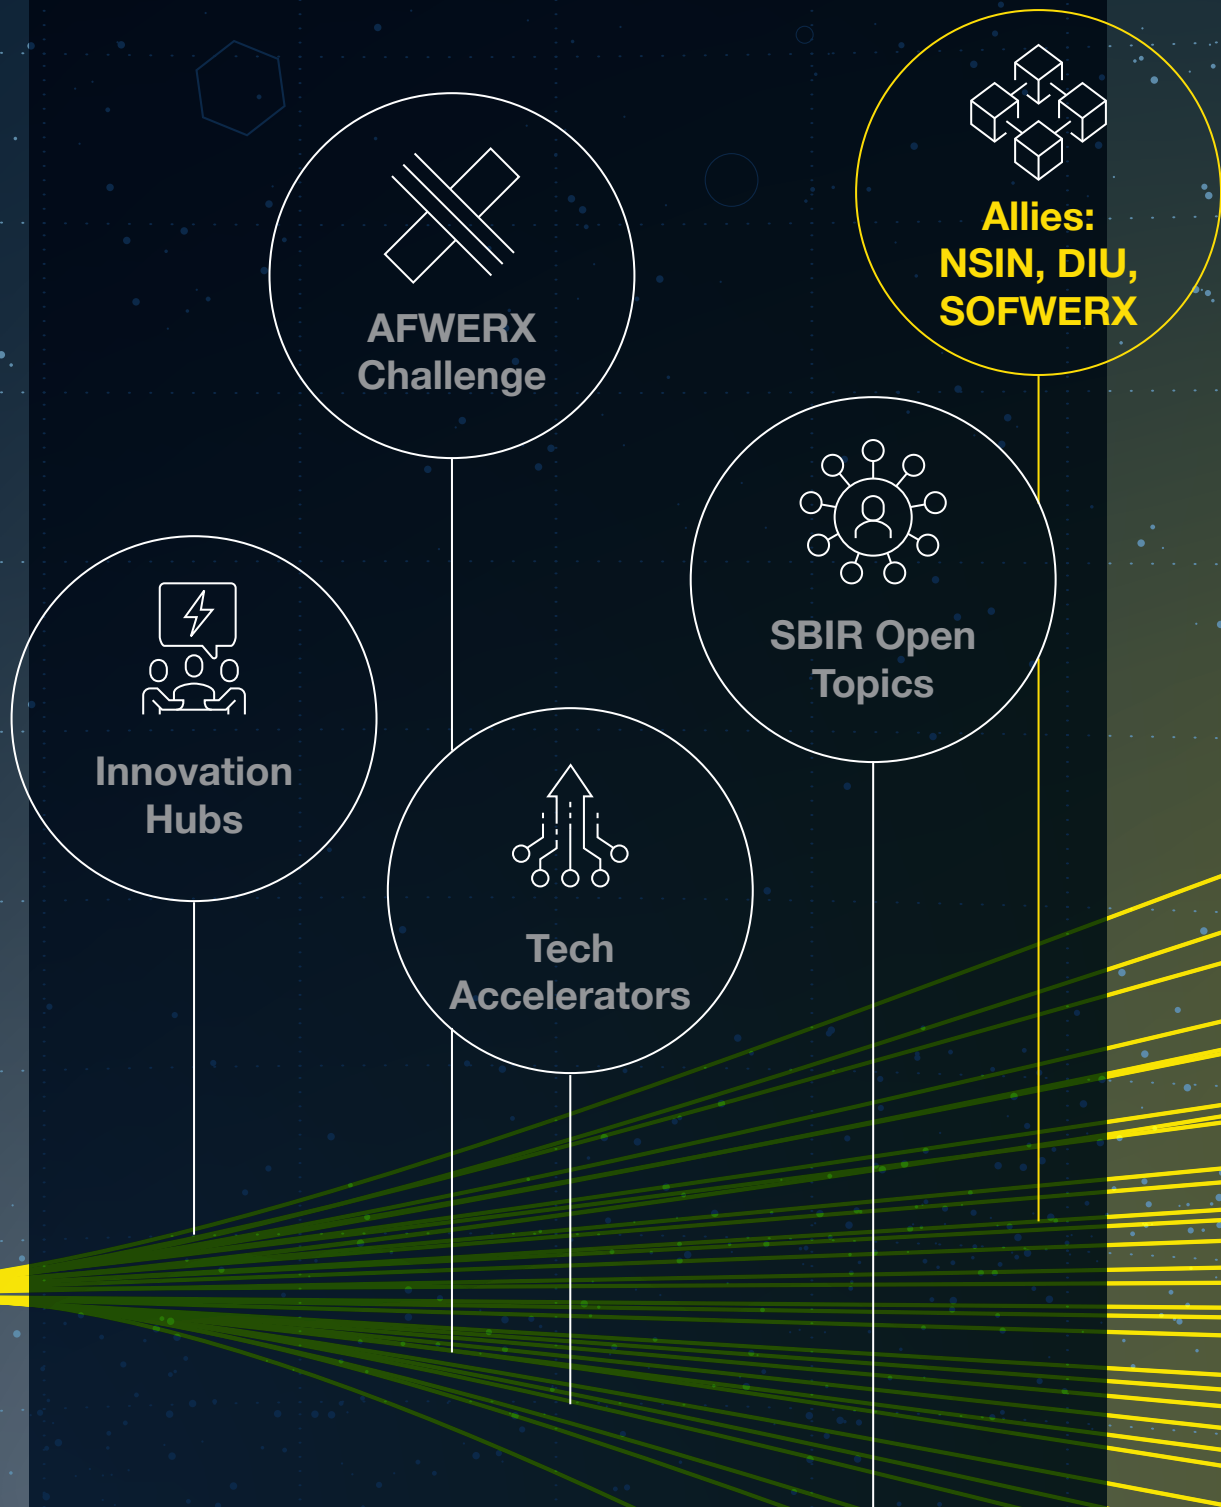 Allies:
NSIN, DIU,
SOFWERX
AFWERX
Challenge
SBIR Open
Topics
Innovation
Hubs
Tech
Accelerators